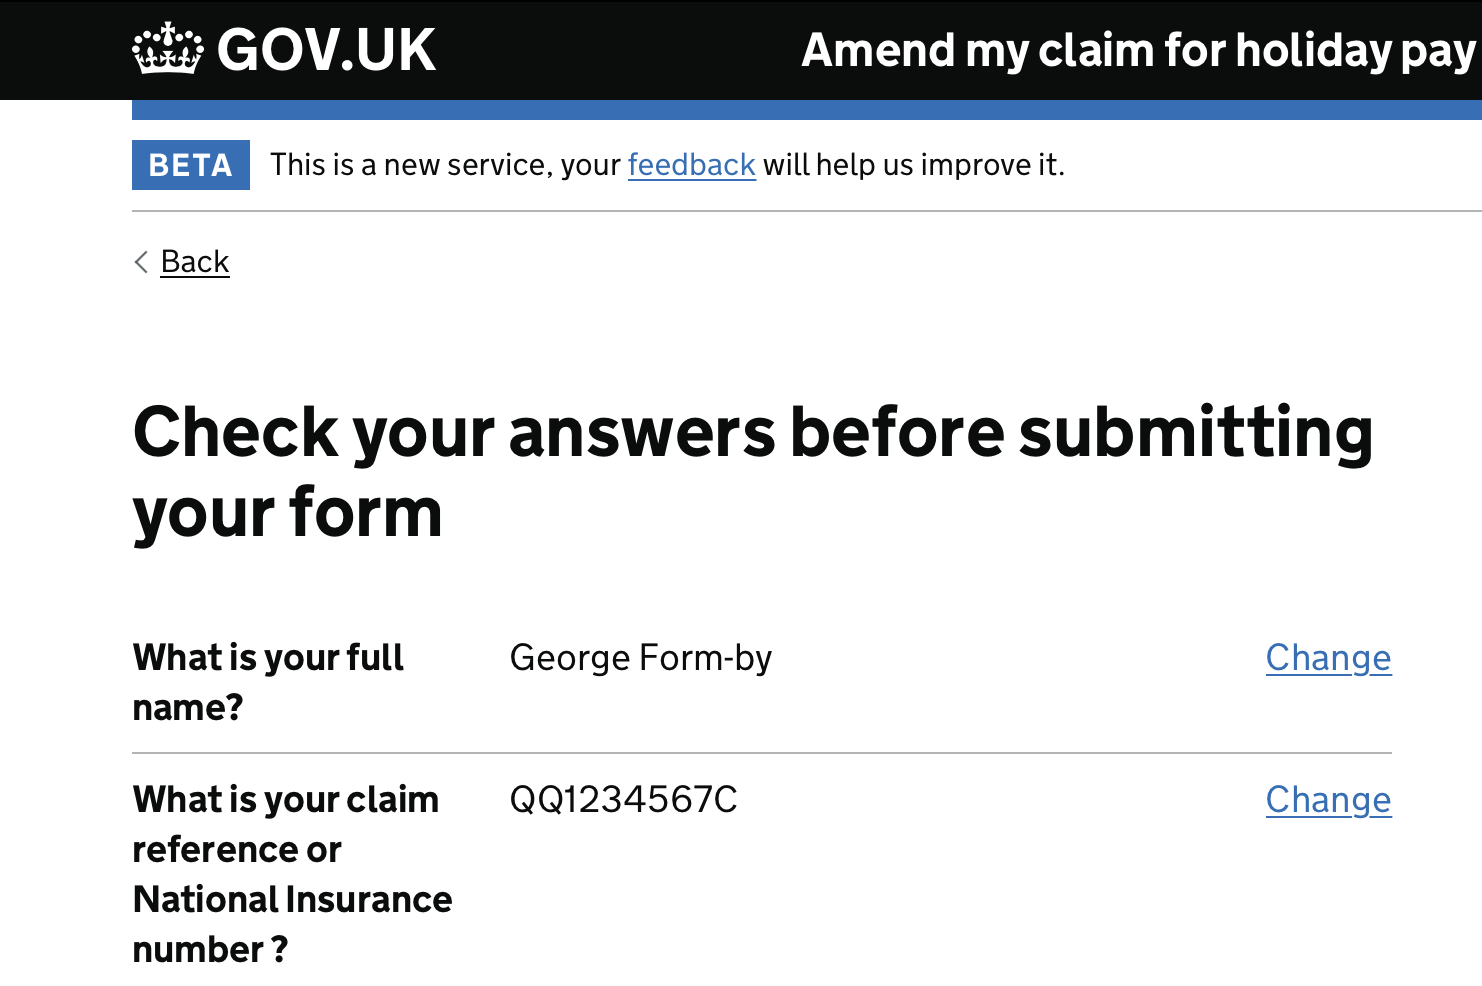 GOV.UK
Amend my claim for holiday pay
BETA
This is a new service, your feedback will help us improve it.
Back
Check your answers before submitting
your form
What is your full
name?
George Form-by
Change
What is your claim
reference or
National Insurance
number ?
QQ1234567C
Change